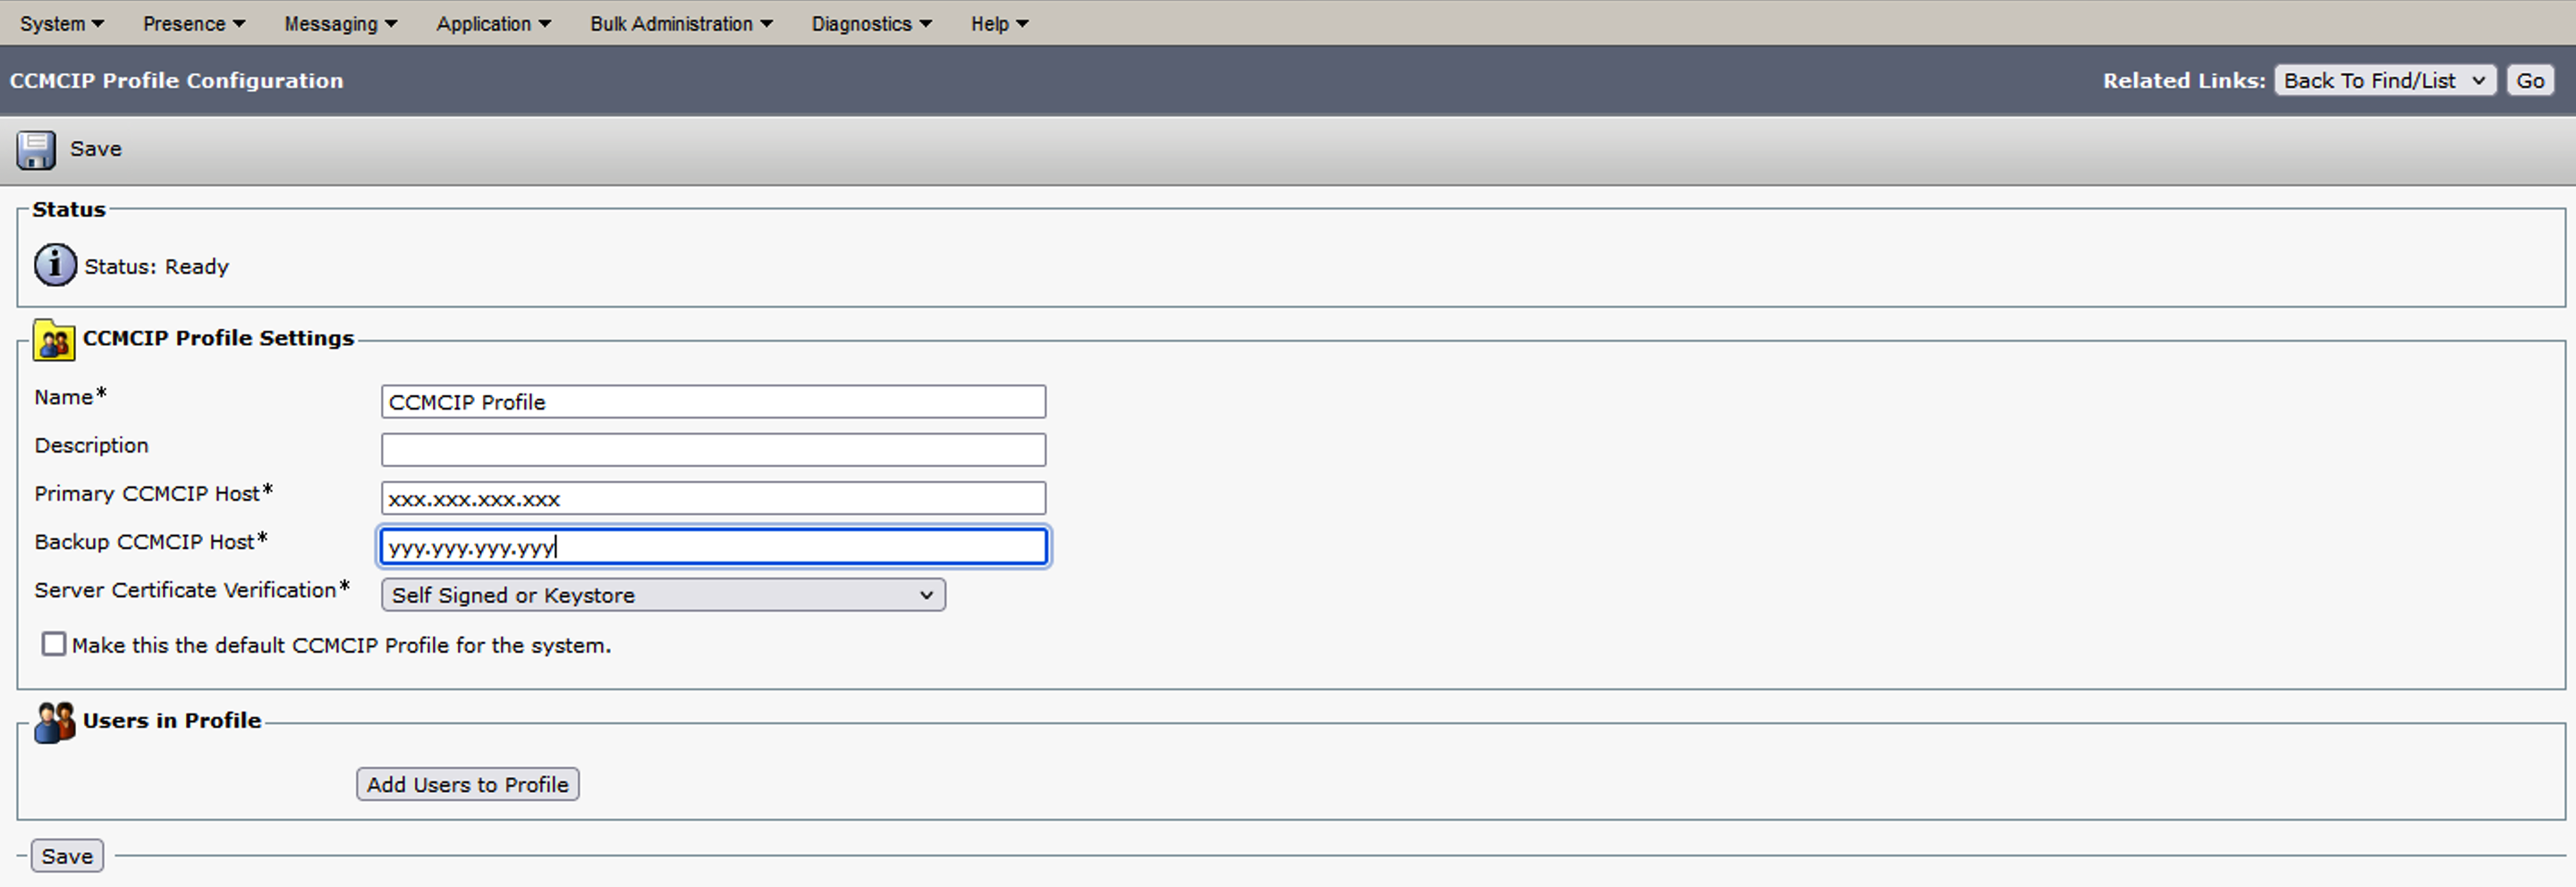 System Presence Messaging Application Bulk Administration Diagnostics Help
CCMCIP Profile Configuration Related Links: Back To Find/List Go
Save
Status
Status: Ready
CCMCIP Profile Settings
Name* CCMCIP Profile
Description
Primary CCMCIP Host* xxx.xxx.xxx.xxx
Backup CCMCIP Host* yyy.yyy.yyy.yyy
Server Certificate Verification* Self Signed or Keystore
Make this the default CCMCIP Profile for the system.
Users in Profile
Add Users to Profile
Save